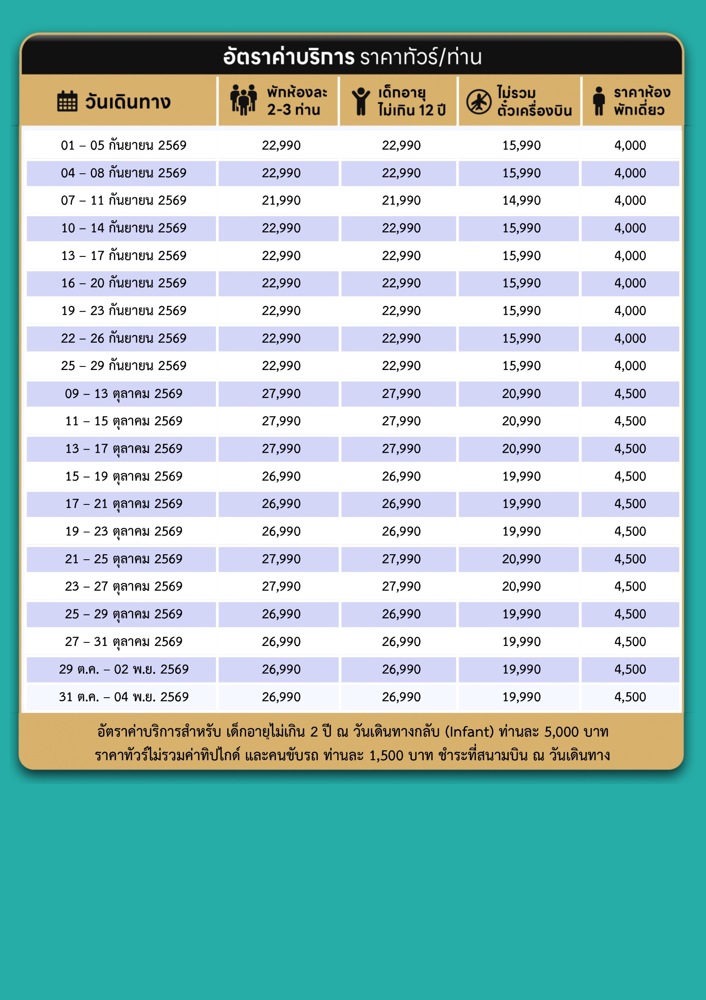 อัตราค่าบริการ ราคาทัวร์/ท่าน
วันเดินทาง พักห้องละ 2-3 ท่าน เด็กอายุ ไม่เกิน 12 ปี ไม่รวม ตั๋วเครื่องบิน ราคาห้อง พักเดี่ยว
01 – 05 กันยายน 2569 22,990 22,990 15,990 4,000
04 – 08 กันยายน 2569 22,990 22,990 15,990 4,000
07 – 11 กันยายน 2569 21,990 21,990 14,990 4,000
10 – 14 กันยายน 2569 22,990 22,990 15,990 4,000
13 – 17 กันยายน 2569 22,990 22,990 15,990 4,000
16 – 20 กันยายน 2569 22,990 22,990 15,990 4,000
19 – 23 กันยายน 2569 22,990 22,990 15,990 4,000
22 – 26 กันยายน 2569 22,990 22,990 15,990 4,000
25 – 29 กันยายน 2569 22,990 22,990 15,990 4,000
09 – 13 ตุลาคม 2569 27,990 27,990 20,990 4,500
11 – 15 ตุลาคม 2569 27,990 27,990 20,990 4,500
13 – 17 ตุลาคม 2569 27,990 27,990 20,990 4,500
15 – 19 ตุลาคม 2569 26,990 26,990 19,990 4,500
17 – 21 ตุลาคม 2569 26,990 26,990 19,990 4,500
19 – 23 ตุลาคม 2569 26,990 26,990 19,990 4,500
21 – 25 ตุลาคม 2569 27,990 27,990 20,990 4,500
23 – 27 ตุลาคม 2569 27,990 27,990 20,990 4,500
25 – 29 ตุลาคม 2569 26,990 26,990 19,990 4,500
27 – 31 ตุลาคม 2569 26,990 26,990 19,990 4,500
29 ต.ค. – 02 พ.ย. 2569 26,990 26,990 19,990 4,500
31 ต.ค. – 04 พ.ย. 2569 26,990 26,990 19,990 4,500
อัตราค่าบริการสำหรับ เด็กอายุไม่เกิน 2 ปี ณ วันเดินทางกลับ (Infant) ท่านละ 5,000 บาท
ราคาทัวร์ไม่รวมค่าทิปไกด์ และคนขับรถ ท่านละ 1,500 บาท ชำระที่สนามบิน ณ วันเดินทาง